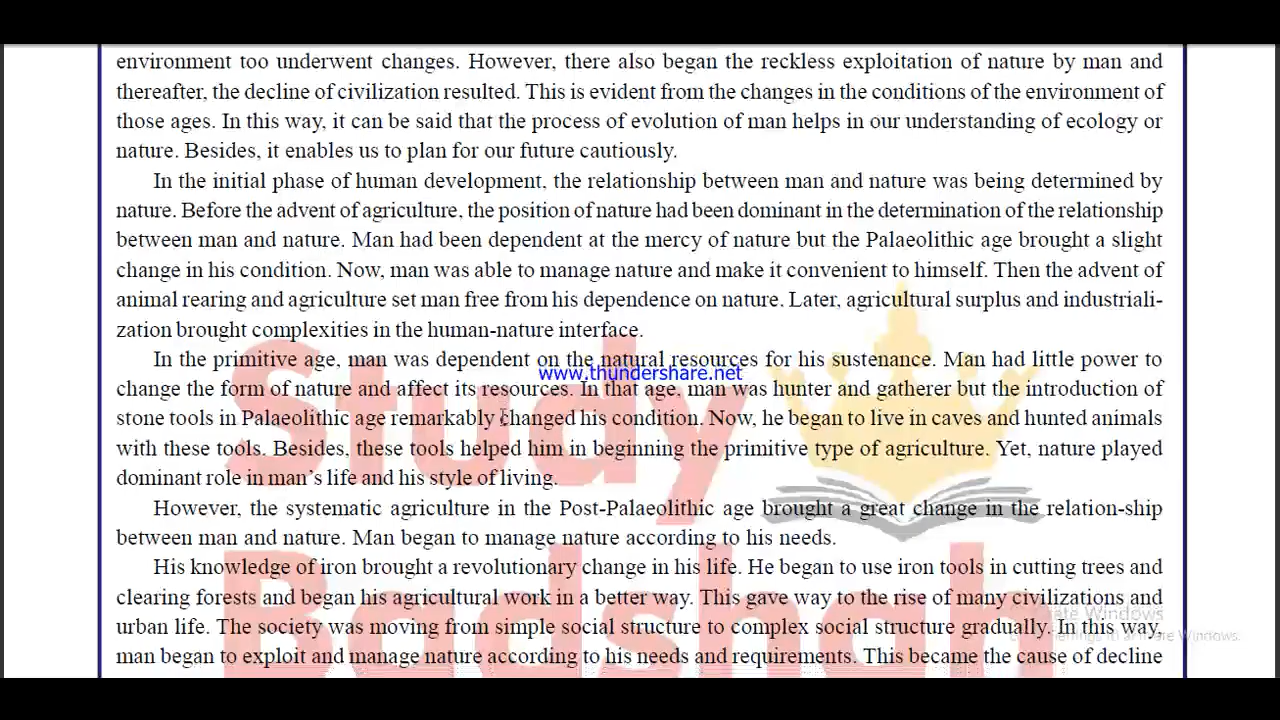 environment too underwent changes. However, there also began the reckless exploitation of nature by man and
thereafter, the decline of civilization resulted. This is evident from the changes in the conditions of the environment of
those ages. In this way, it can be said that the process of evolution of man helps in our understanding of ecology or
nature. Besides, it enables us to plan for our future cautiously.
In the initial phase of human development, the relationship between man and nature was being determined by
nature. Before the advent of agriculture, the position of nature had been dominant in the determination of the relationship
between man and nature. Man had been dependent at the mercy of nature but the Palaeolithic age brought a slight
change in his condition. Now, man was able to manage nature and make it convenient to himself. Then the advent of
animal rearing and agriculture set man free from his dependence on nature. Later, agricultural surplus and industriali-
zation brought complexities in the human-nature interface.
In the primitive age, man was dependent on the natural resources for his sustenance. Man had little power to
www.thundershare.net
change the form of nature and affect its resources. In that age, man was hunter and gatherer but the introduction of
stone tools in Palaeolithic age remarkably changed his condition. Now, he began to live in caves and hunted animals
with these tools. Besides, these tools helped him in beginning the primitive type of agriculture. Yet, nature played
dominant role in man's life and his style of living.
Study
However, the systematic agriculture in the Post-Palaeolithic age brought a great change in the relation-ship
between man and nature. Man began to manage nature according to his needs.
His knowledge of iron brought a revolutionary change in his life. He began to use iron tools in cutting trees and
clearing forests and began his agricultural work in a better way. This gave way to the rise of many civilizations and
urban life. The society was moving from simple social structure to complex social structure gradually. In this way,
man began to exploit and manage nature according to his needs and requirements. This became the cause of decline
Badshah
Windows
Windows.